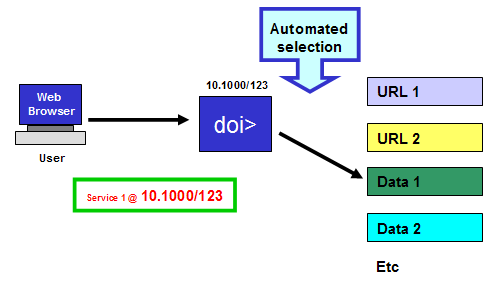 Automated
selection
10.1000/123
Web
Browser
doi>
User
Service 1 @ 10.1000/123
URL 1
URL 2
Data 1
Data 2
Etc